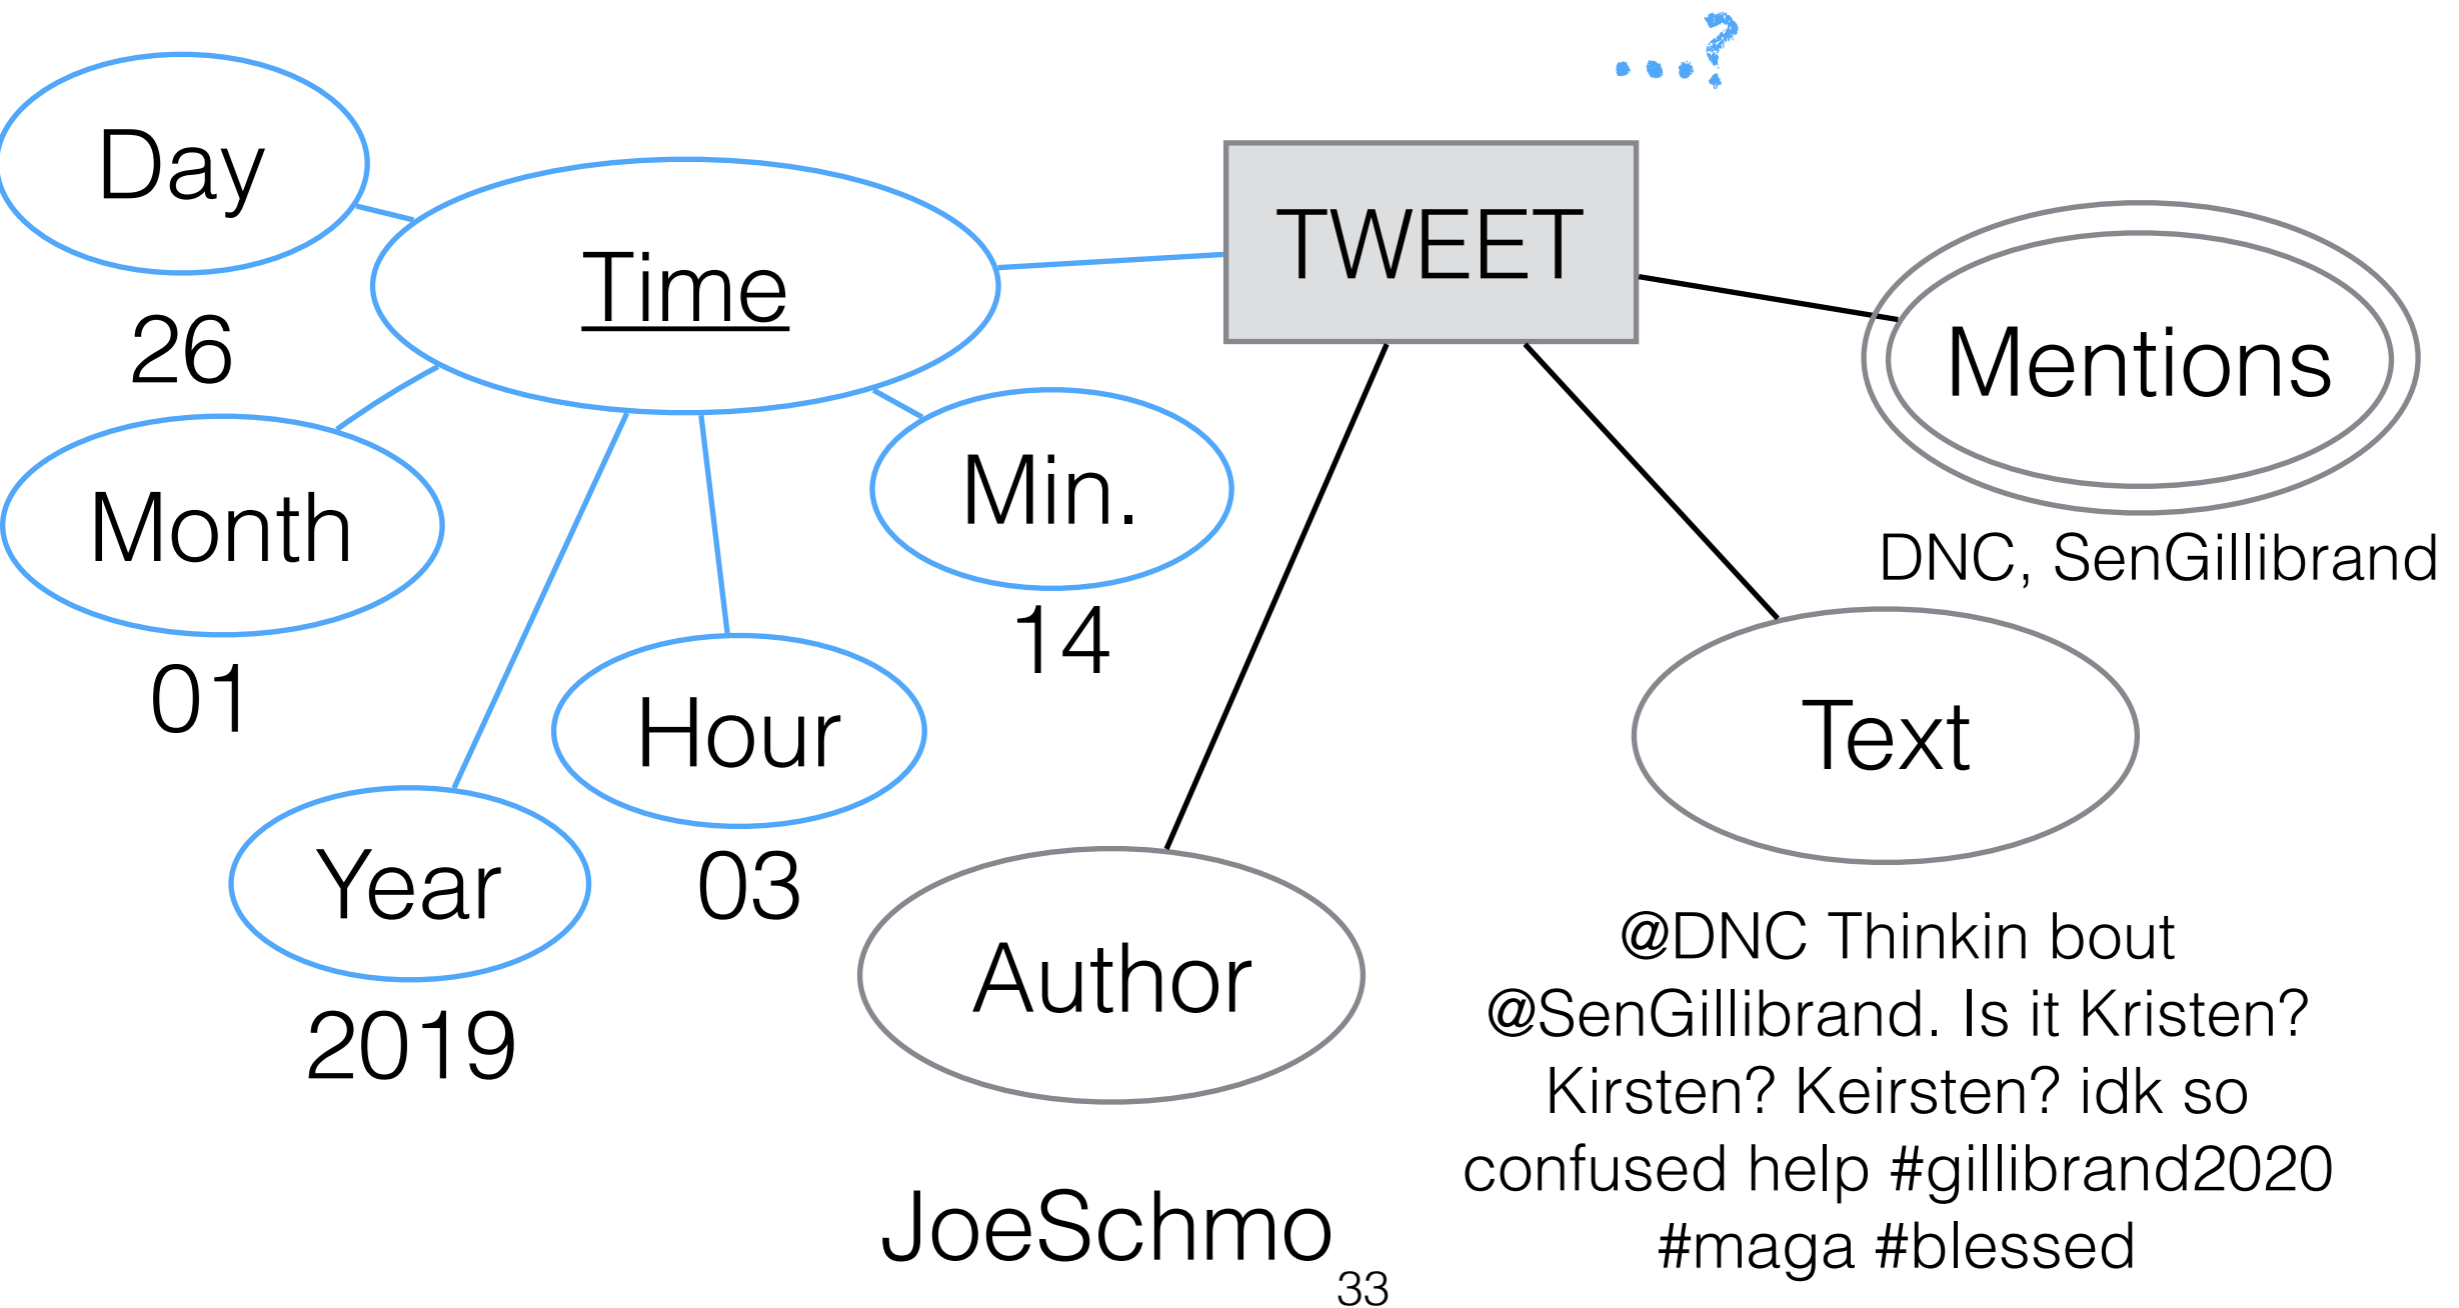 ...?
Day
26
Time
TWEET
Mentions
DNC, SenGillibrand
Month
01
Min.
14
Hour
03
Year
2019
Text
@DNC Thinkin bout
@SenGillibrand. Is it Kristen?
Kirsten? Keirsten? idk so
confused help #gillibrand2020
#maga #blessed
Author
JoeSchmo
33